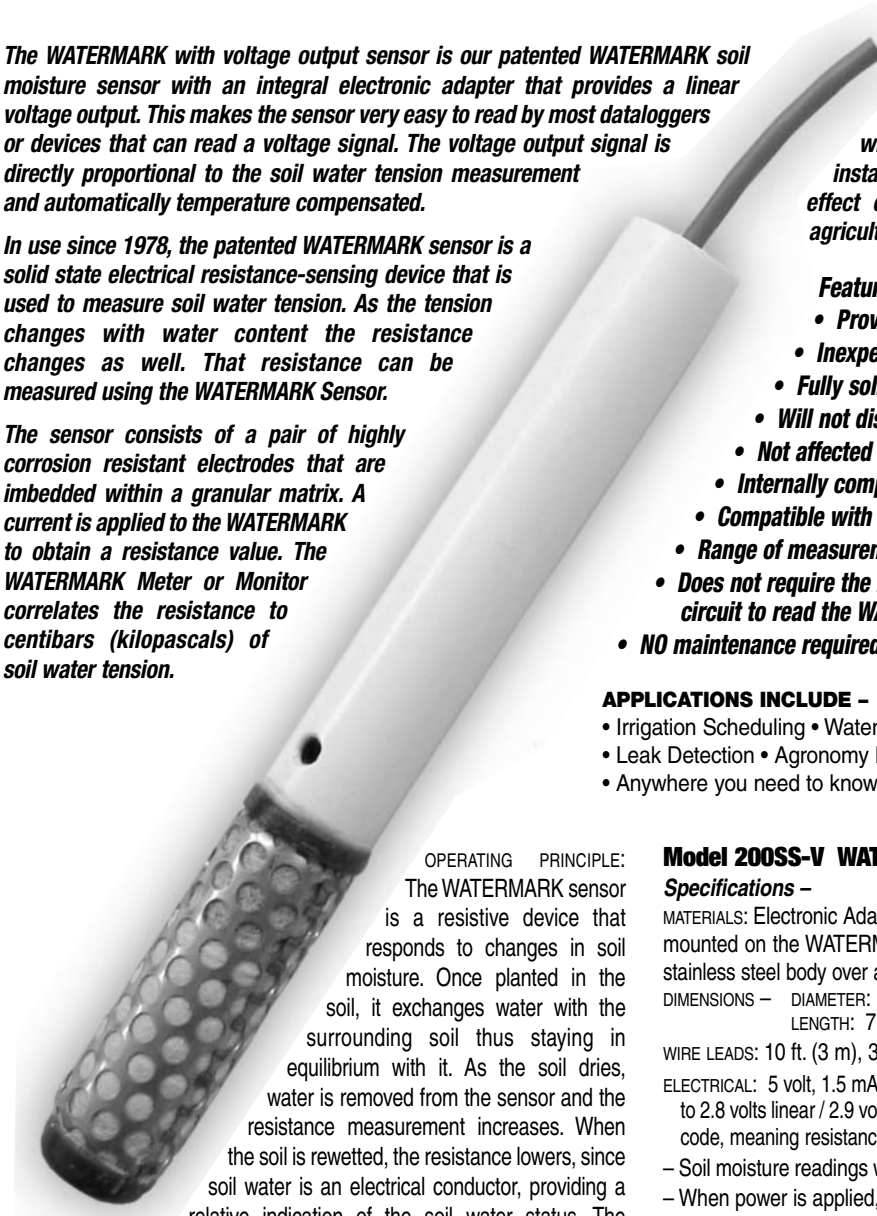 The WATERMARK with voltage output sensor is our patented WATERMARK soil
moisture sensor with an integral electronic adapter that provides a linear
voltage output. This makes the sensor very easy to read by most dataloggers
or devices that can read a voltage signal. The voltage output signal is
directly proportional to the soil water tension measurement
and automatically temperature compensated.
In use since 1978, the patented WATERMARK sensor is a
solid state electrical resistance-sensing device that is
used to measure soil water tension. As the tension
changes with water content the resistance
changes as well. That resistance can be
measured using the WATERMARK Sensor.
The sensor consists of a pair of highly
corrosion resistant electrodes that are
imbedded within a granular matrix. A
current is applied to the WATERMARK
to obtain a resistance value. The
WATERMARK Meter or Monitor
correlates the resistance to
centibars (kilopascals) of
soil water tension.
OPERATING PRINCIPLE:
The WATERMARK sensor
is a resistive device that
responds to changes in soil
moisture. Once planted in the
soil, it exchanges water with the
surrounding soil thus staying in
equilibrium with it. As the soil dries,
water is removed from the sensor and the
resistance measurement increases. When
the soil is rewetted, the resistance lowers, since
soil water is an electrical conductor, providing a
relative indication of the soil water status. The
effect
• Inexpe
• Fully sol
• Will not dis
• Not affected
• Internally comp
• Compatible with
• Range of measurem
• Does not require the
circuit to read the WA
• NO maintenance required
APPLICATIONS INCLUDE –
• Irrigation Scheduling • Water
• Leak Detection • Agronomy
• Anywhere you need to know
Model 200SS-V WAT
Specifications –
MATERIALS: Electronic Ada
mounted on the WATERM
stainless steel body over a
DIMENSIONS – DIAMETER:
LENGTH: 7
WIRE LEADS: 10 ft. (3 m), 3
ELECTRICAL: 5 volt, 1.5 mA
to 2.8 volts linear / 2.9 vo
code, meaning resistanc
– Soil moisture readings
– When power is applied,